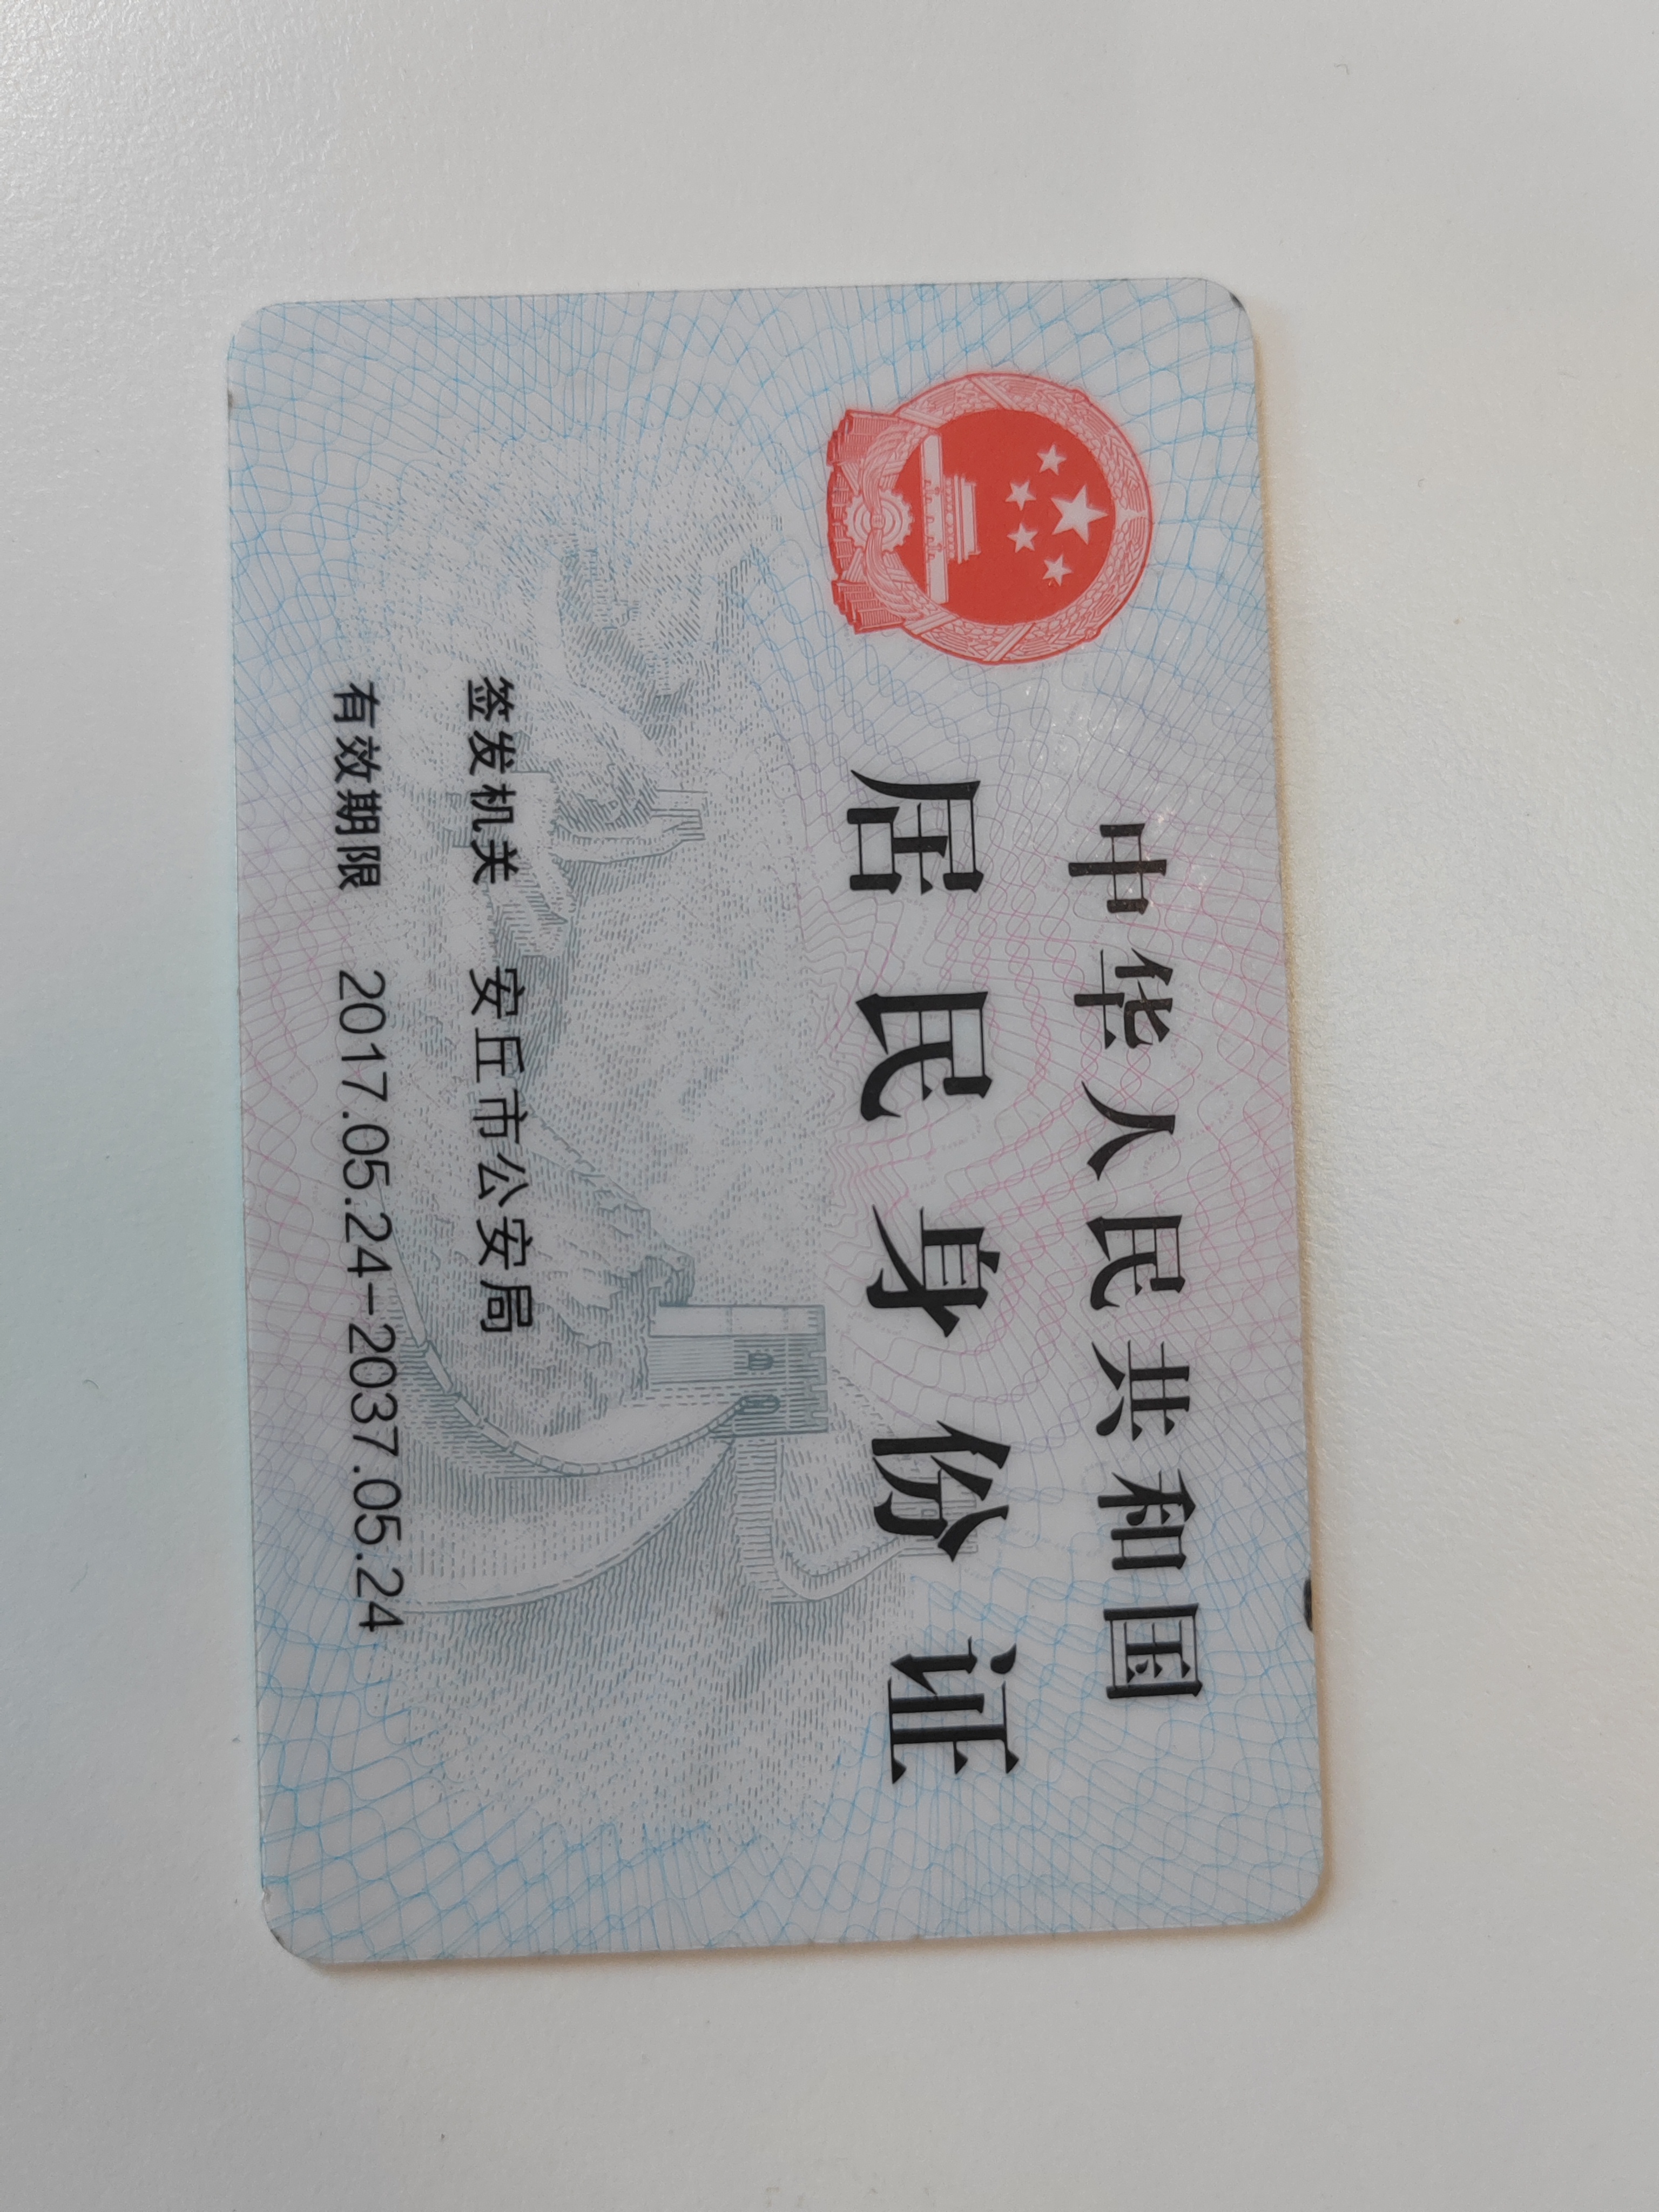 中华人民共和国
居民身份证
签发机关 安丘市公安局
有效期限 2017.05.24-2037.05.24